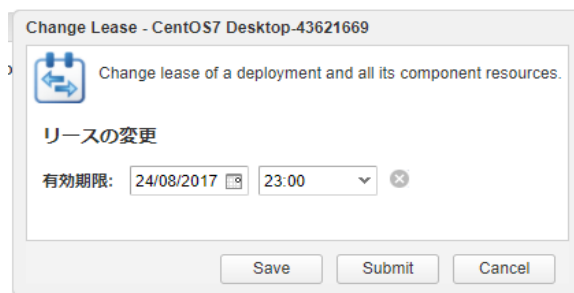 Change Lease - CentOS7 Desktop-43621669
Change lease of a deployment and all its component resources.
リースの変更
有効期限: 24/08/2017 23:00
Save Submit Cancel